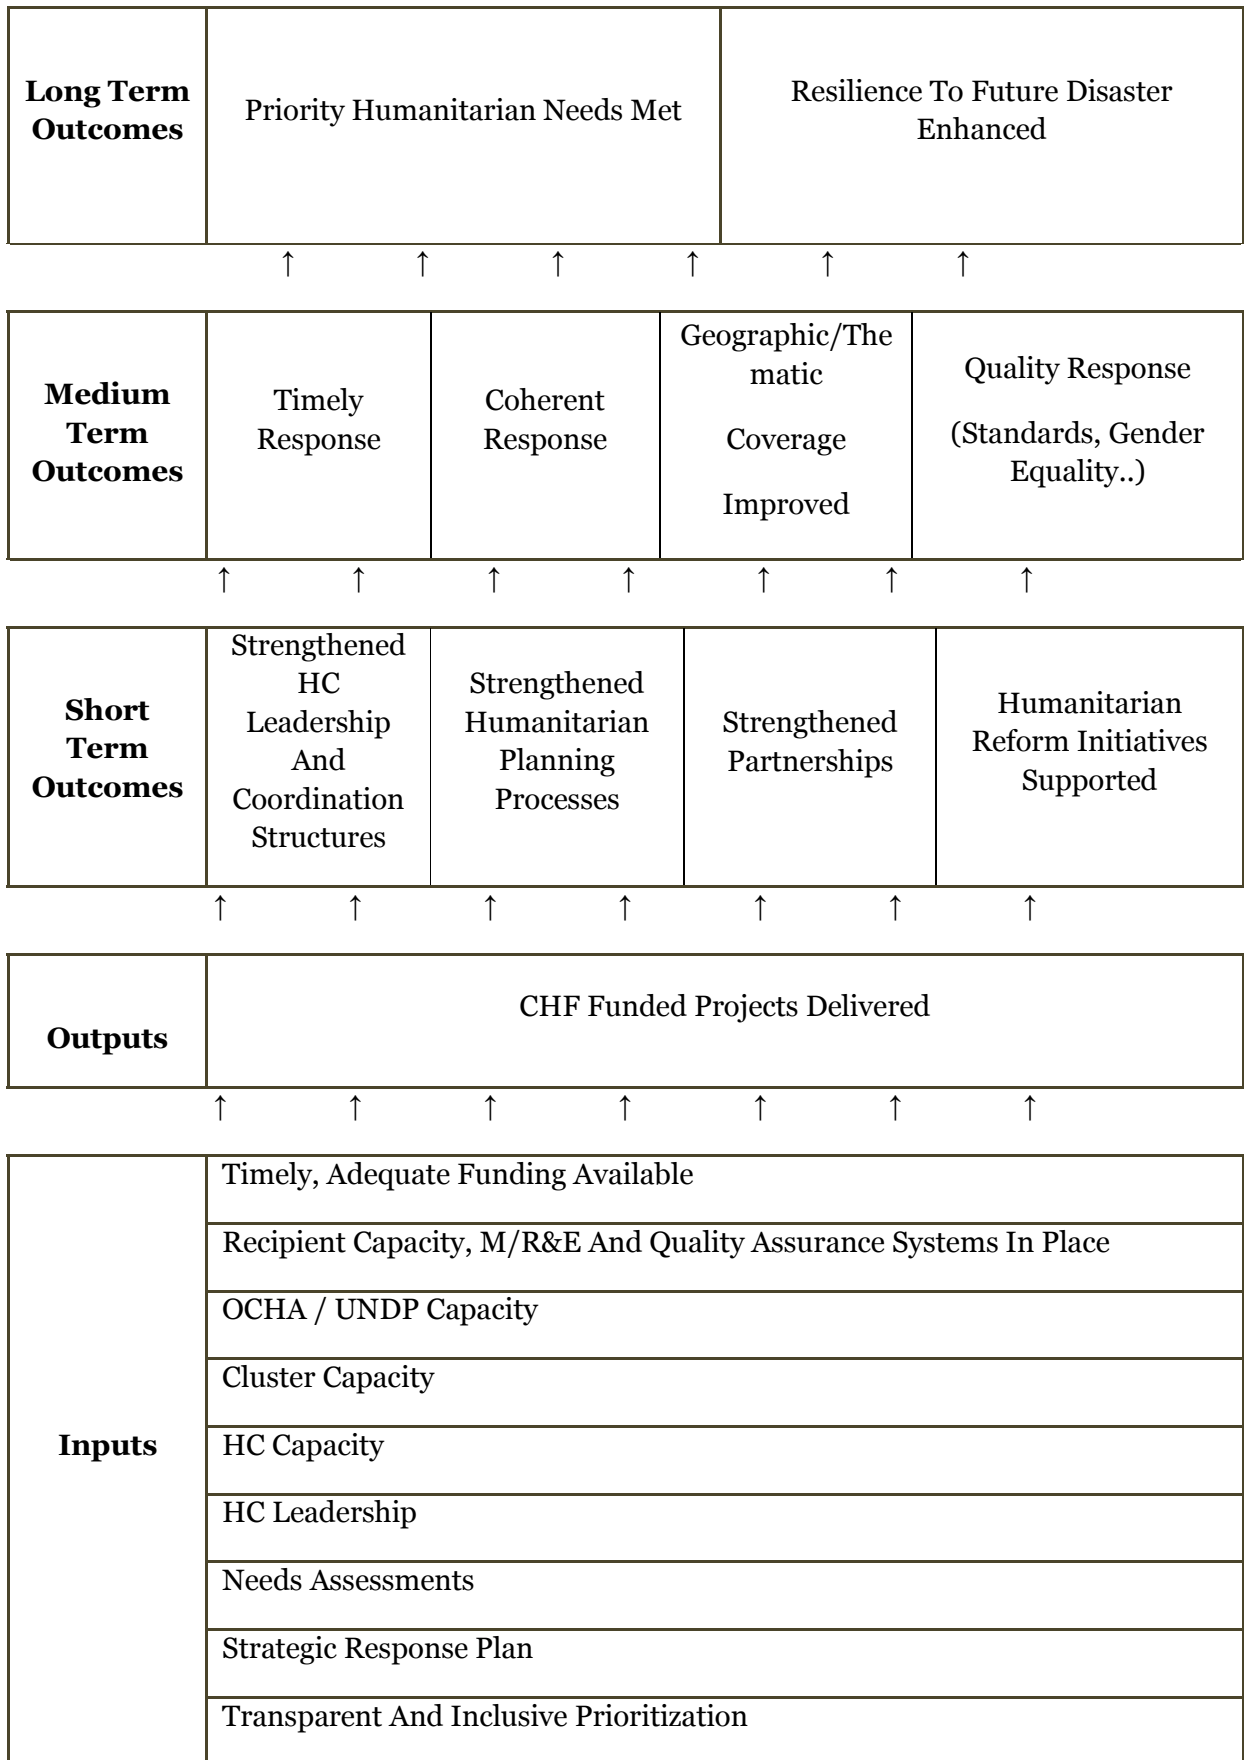 Long Term
Outcomes
Priority Humanitarian Needs Met
Resilience To Future Disaster
Enhanced
↑ ↑ ↑ ↑ ↑ ↑
Medium
Term
Outcomes
Timely
Response
Coherent
Response
Geographic/The
matic
Coverage
Improved
Quality Response
(Standards, Gender
Equality..)
↑ ↑ ↑ ↑ ↑ ↑ ↑
Short
Term
Outcomes
Strengthened
HC
Leadership
And
Coordination
Structures
Strengthened
Humanitarian
Planning
Processes
Strengthened
Partnerships
Humanitarian
Reform Initiatives
Supported
↑ ↑ ↑ ↑ ↑ ↑ ↑
Outputs
CHF Funded Projects Delivered
↑ ↑ ↑ ↑ ↑ ↑ ↑
Inputs
Timely, Adequate Funding Available
Recipient Capacity, M/R&E And Quality Assurance Systems In Place
OCHA / UNDP Capacity
Cluster Capacity
HC Capacity
HC Leadership
Needs Assessments
Strategic Response Plan
Transparent And Inclusive Prioritization